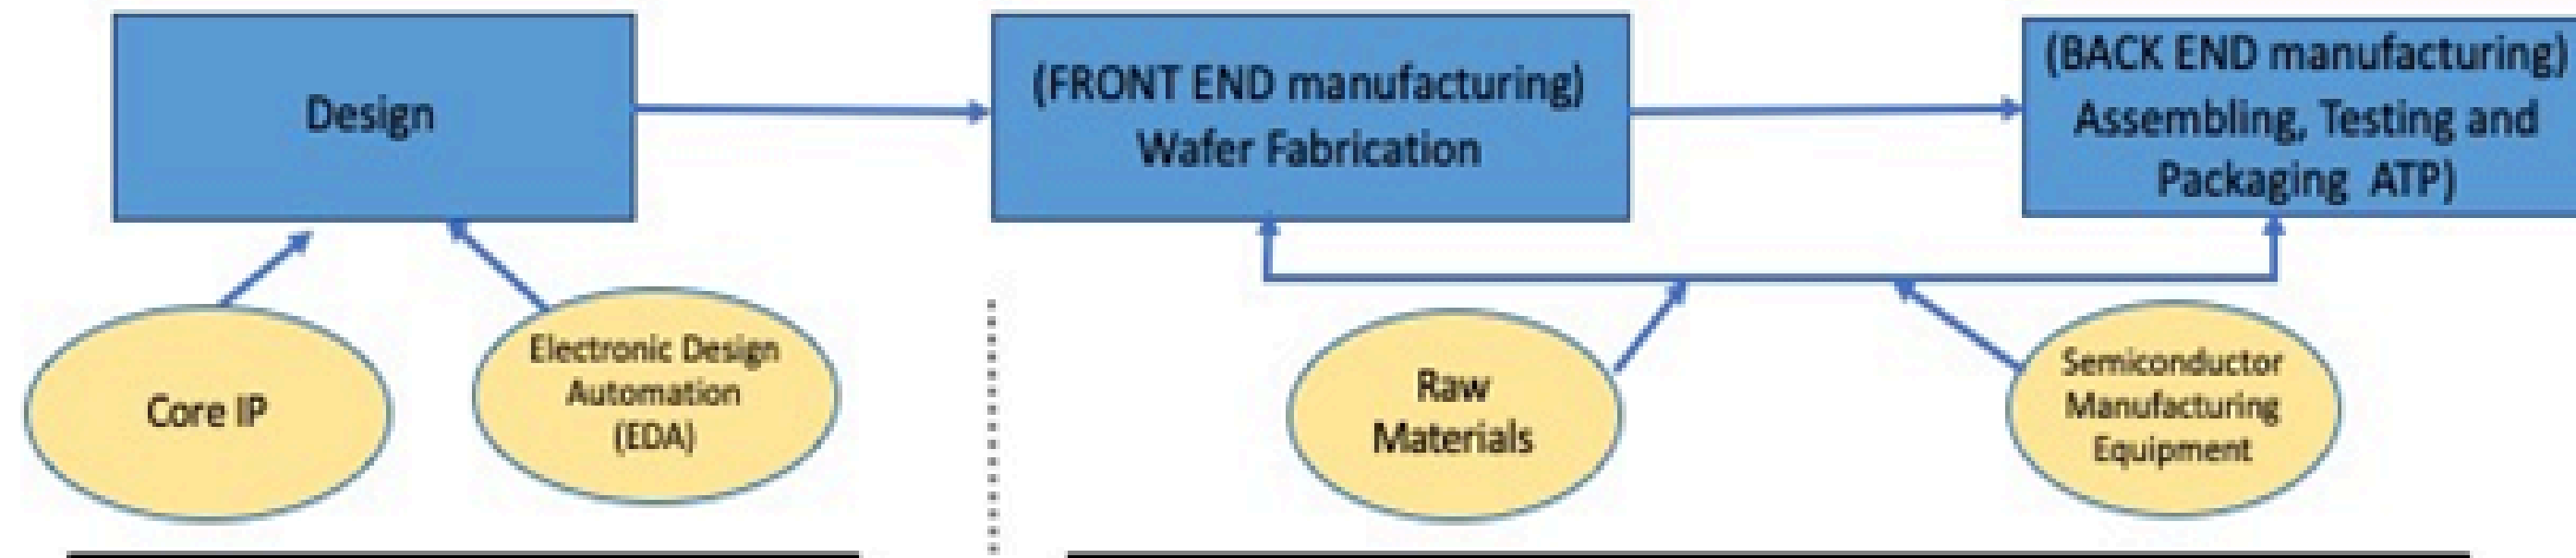 Design
(FRONT END manufacturing)
Wafer Fabrication
(BACK END manufacturing)
Assembling, Testing and
Packaging  ATP)
Core IP
Electronic Design
Automation
(EDA)
Raw
Materials
Semiconductor
Manufacturing
Equipment